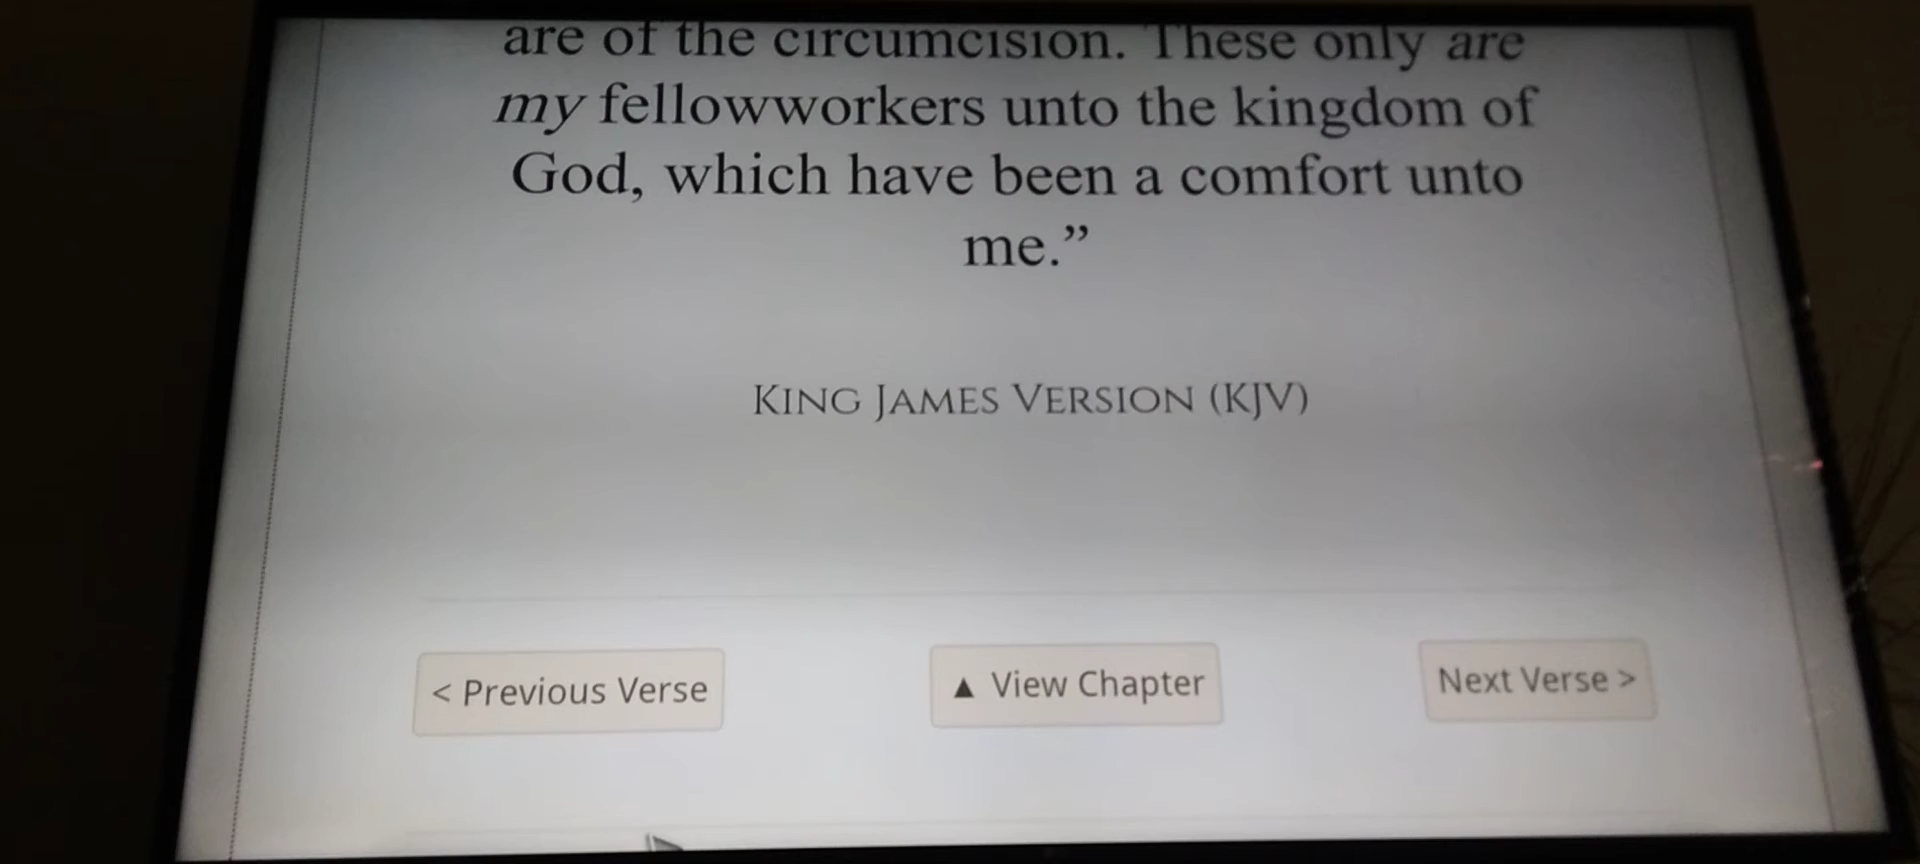 are of the circumcision. These only are
my fellowworkers unto the kingdom of
God, which have been a comfort unto
me.”
King James Version (KJV)
< Previous Verse
▲ View Chapter
Next Verse >